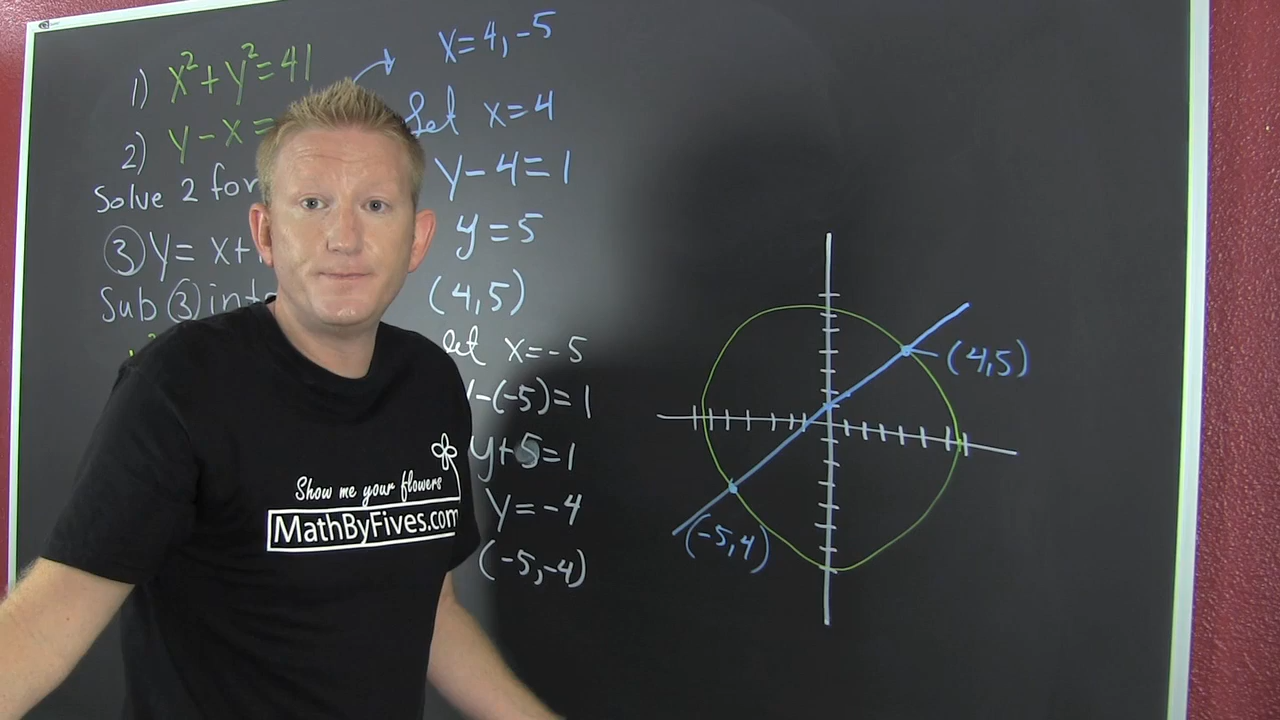 1) x²+y²=41
2) y-x=
Solve 2 for
③ y= x+
Sub ③ into
x=4,-5
Let x=4
y-4=1
y=5
(4,5)
Let x=-5
-(-5)=1
y+5=1
y=-4
(-5,-4)
(4,5)
(-5,4)
Show me your flowers
MathByFives.com